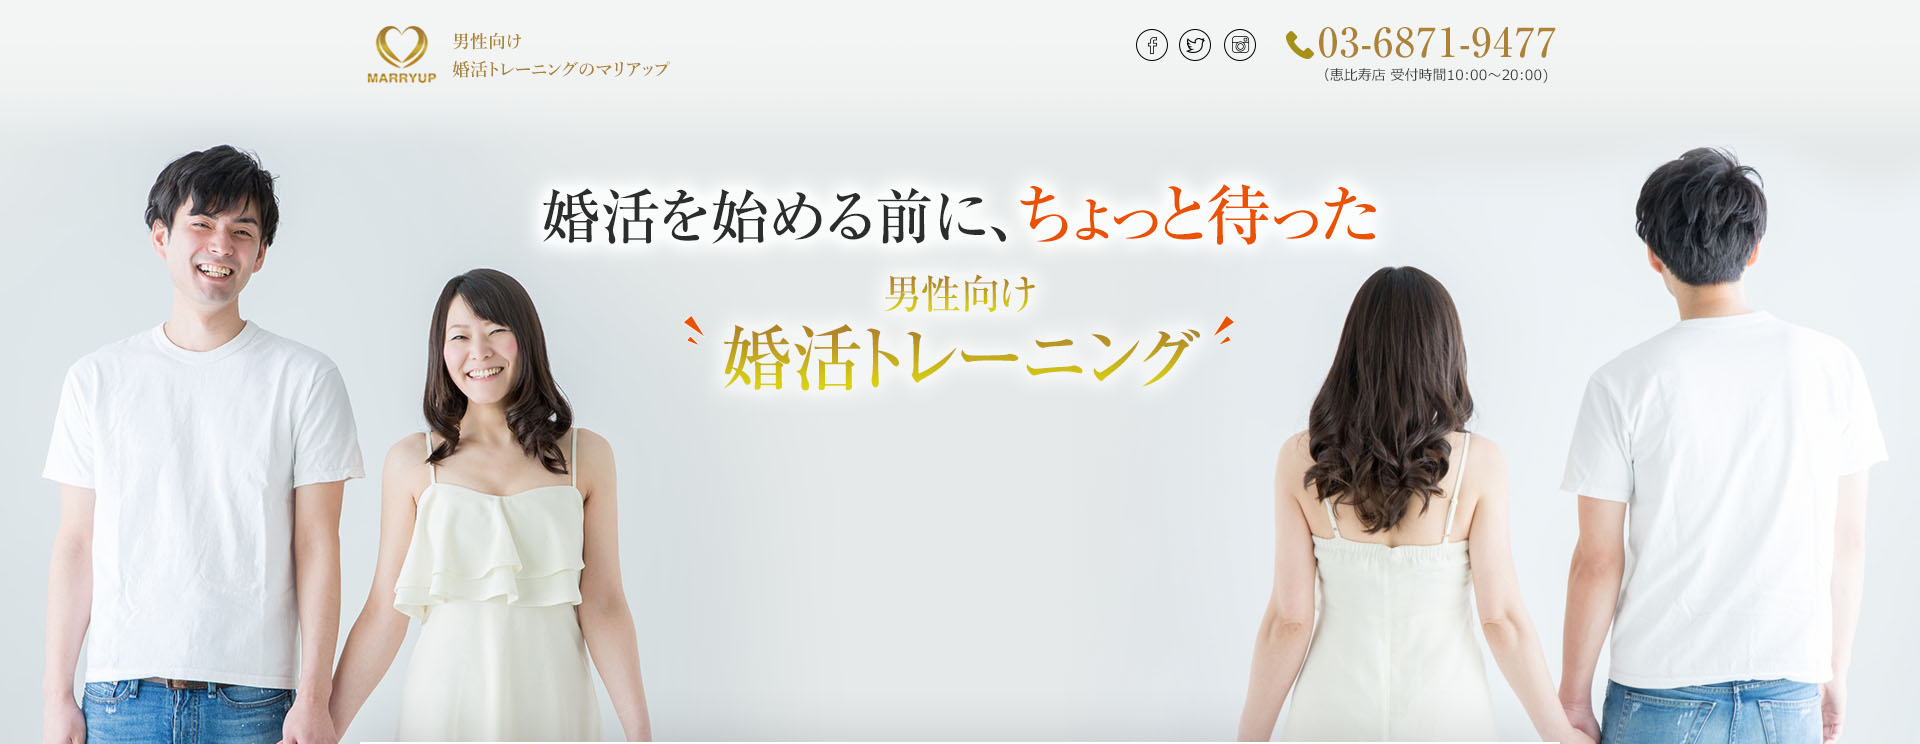 MARRYUP
男性向け
婚活トレーニングのマリアップ
03-6871-9477
（恵比寿店 受付時間10:00～20:00)
婚活を始める前に、ちょっと待った
男性向け
婚活トレーニング